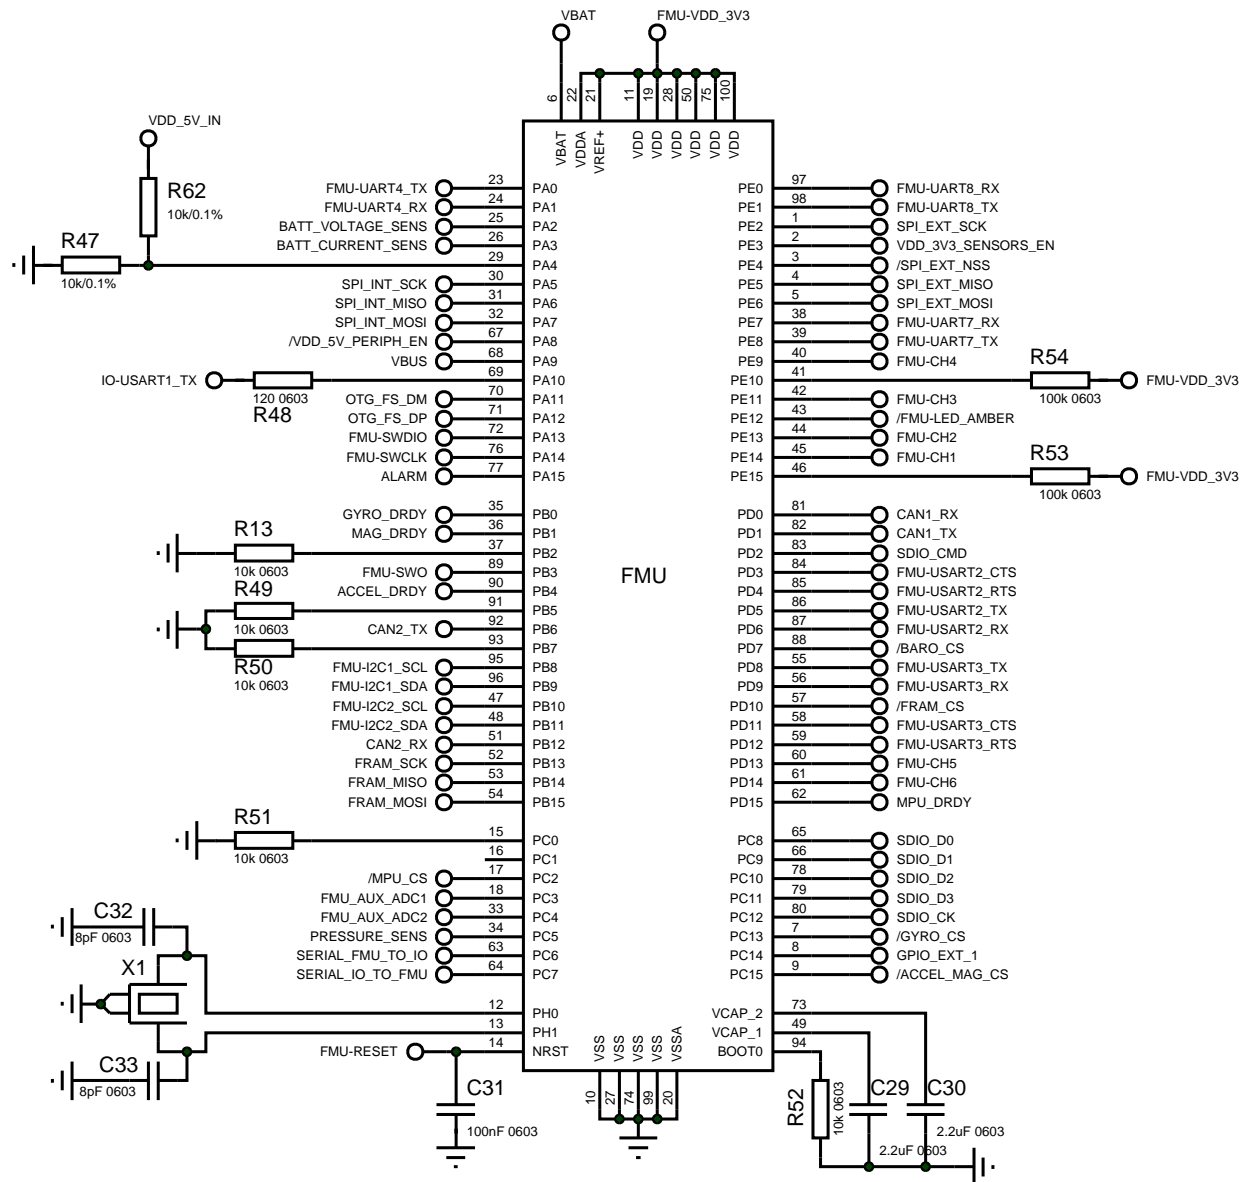 VBAT
FMU-VDD_3V3
6
22
21
11
19
28
50
75
100
VBAT
VDDA
VREF+
VDD
VDD
VDD
VDD
VDD
VDD
VDD_5V_IN
R62
10k/0.1%
R47
10k/0.1%
FMU-UART4_TX 23 PA0
FMU-UART4_RX 24 PA1
BATT_VOLTAGE_SENS 25 PA2
BATT_CURRENT_SENS 26 PA3
29 PA4
SPI_INT_SCK 30 PA5
SPI_INT_MISO 31 PA6
SPI_INT_MOSI 32 PA7
/VDD_5V_PERIPH_EN 67 PA8
VBUS 68 PA9
IO-USART1_TX 69 PA10
120 0603
R48
OTG_FS_DM 70 PA11
OTG_FS_DP 71 PA12
FMU-SWDIO 72 PA13
FMU-SWCLK 76 PA14
ALARM 77 PA15
GYRO_DRDY 35 PB0
MAG_DRDY 36 PB1
R13
37 PB2
10k 0603
FMU-SWO 89 PB3
ACCEL_DRDY 90 PB4
R49
91 PB5
10k 0603
CAN2_TX 92 PB6
93 PB7
R50
10k 0603
FMU-I2C1_SCL 95 PB8
FMU-I2C1_SDA 96 PB9
FMU-I2C2_SCL 47 PB10
FMU-I2C2_SDA 48 PB11
CAN2_RX 51 PB12
FRAM_SCK 52 PB13
FRAM_MISO 53 PB14
FRAM_MOSI 54 PB15
R51
15 PC0
10k 0603
16 PC1
/MPU_CS 17 PC2
FMU_AUX_ADC1 18 PC3
FMU_AUX_ADC2 33 PC4
PRESSURE_SENS 34 PC5
SERIAL_FMU_TO_IO 63 PC6
SERIAL_IO_TO_FMU 64 PC7
C32
8pF 0603
X1
12 PH0
13 PH1
FMU-RESET 14 NRST
C33
8pF 0603
C31
100nF 0603
FMU
PE0 97 FMU-UART8_RX
PE1 98 FMU-UART8_TX
PE2 1 SPI_EXT_SCK
PE3 2 VDD_3V3_SENSORS_EN
PE4 3 /SPI_EXT_NSS
PE5 4 SPI_EXT_MISO
PE6 5 SPI_EXT_MOSI
PE7 38 FMU-UART7_RX
PE8 39 FMU-UART7_TX
PE9 40 FMU-CH4
R54
PE10 41 FMU-VDD_3V3
100k 0603
PE11 42 FMU-CH3
PE12 43 /FMU-LED_AMBER
PE13 44 FMU-CH2
PE14 45 FMU-CH1
R53
PE15 46 FMU-VDD_3V3
100k 0603
PD0 81 CAN1_RX
PD1 82 CAN1_TX
PD2 83 SDIO_CMD
PD3 84 FMU-USART2_CTS
PD4 85 FMU-USART2_RTS
PD5 86 FMU-USART2_TX
PD6 87 FMU-USART2_RX
PD7 88 /BARO_CS
PD8 55 FMU-USART3_TX
PD9 56 FMU-USART3_RX
PD10 57 /FRAM_CS
PD11 58 FMU-USART3_CTS
PD12 59 FMU-USART3_RTS
PD13 60 FMU-CH5
PD14 61 FMU-CH6
PD15 62 MPU_DRDY
PC8 65 SDIO_D0
PC9 66 SDIO_D1
PC10 78 SDIO_D2
PC11 79 SDIO_D3
PC12 80 SDIO_CK
PC13 7 /GYRO_CS
PC14 8 GPIO_EXT_1
PC15 9 /ACCEL_MAG_CS
VCAP_2 73
VCAP_1 49
BOOT0 94
VSS
VSS
VSS
VSS
VSSA
10
27
74
99
20
R52
10k 0603
C29
2.2uF 0603
C30
2.2uF 0603